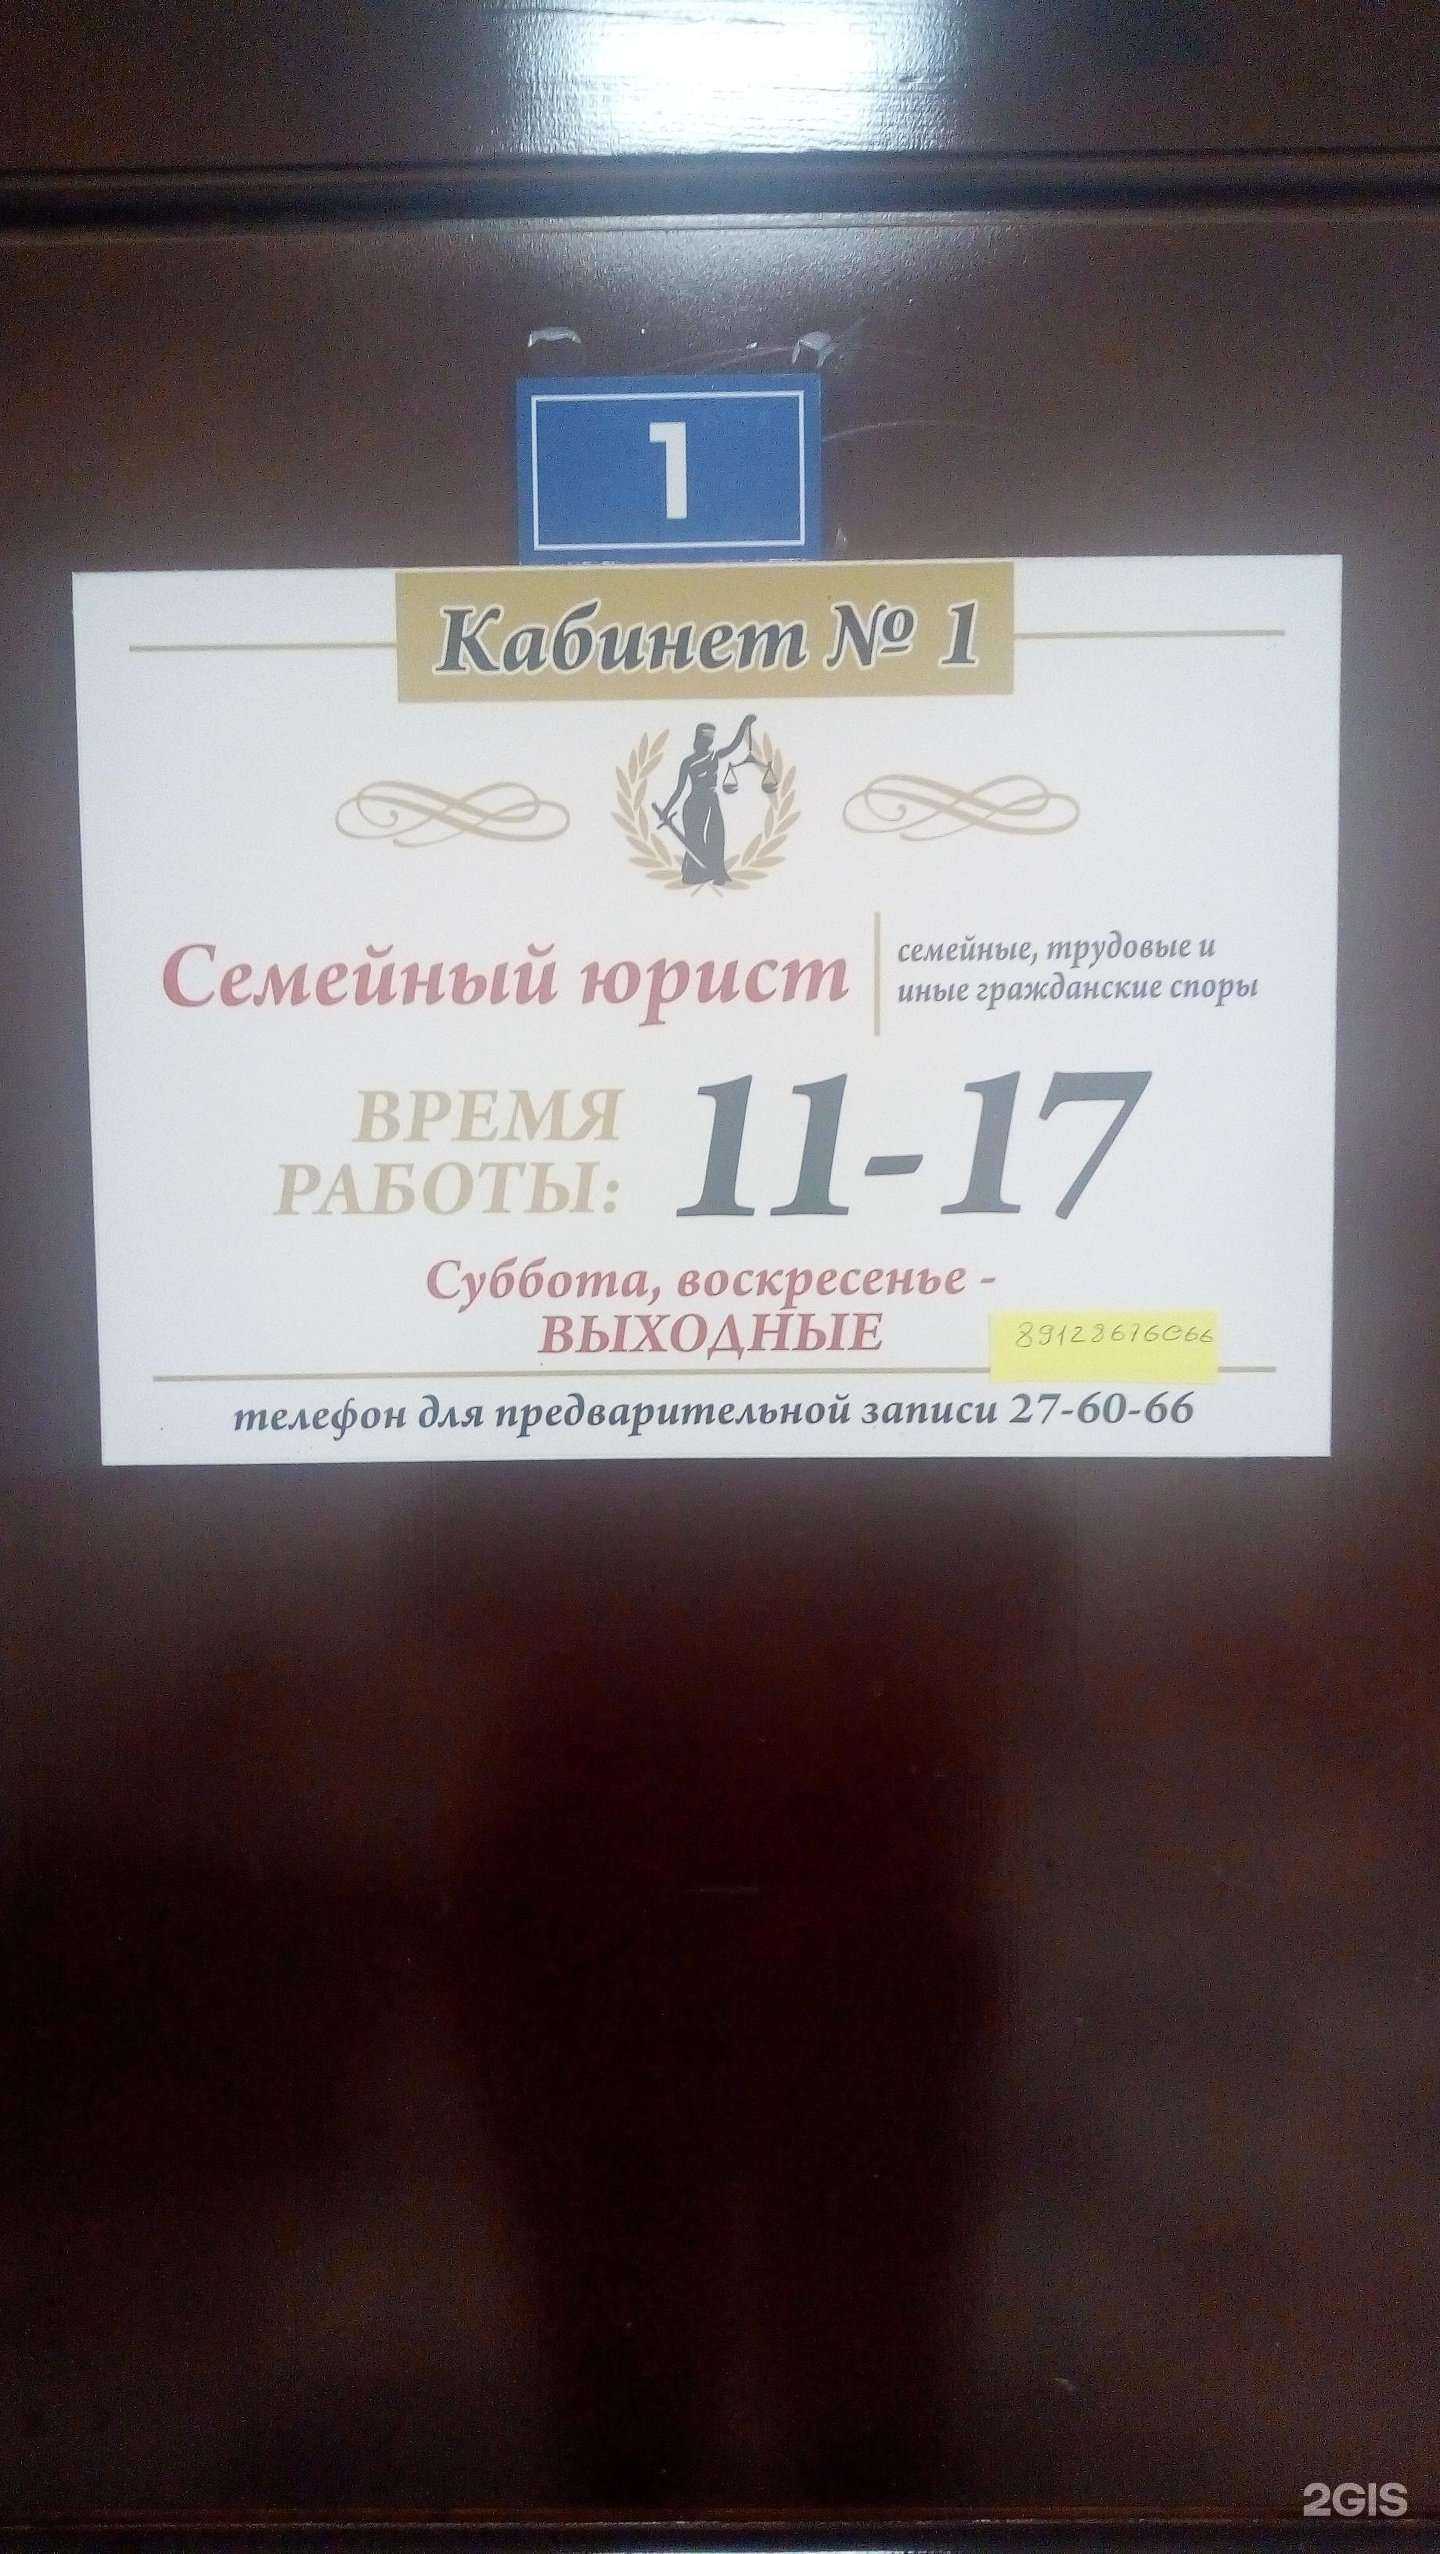 1
Кабинет № 1
Семейный юрист
семейные, трудовые и
иные гражданские споры
ВРЕМЯ
РАБОТЫ:
11-17
Суббота, воскресенье -
ВЫХОДНЫЕ
89128676066
телефон для предварительной записи 27-60-66
2GIS